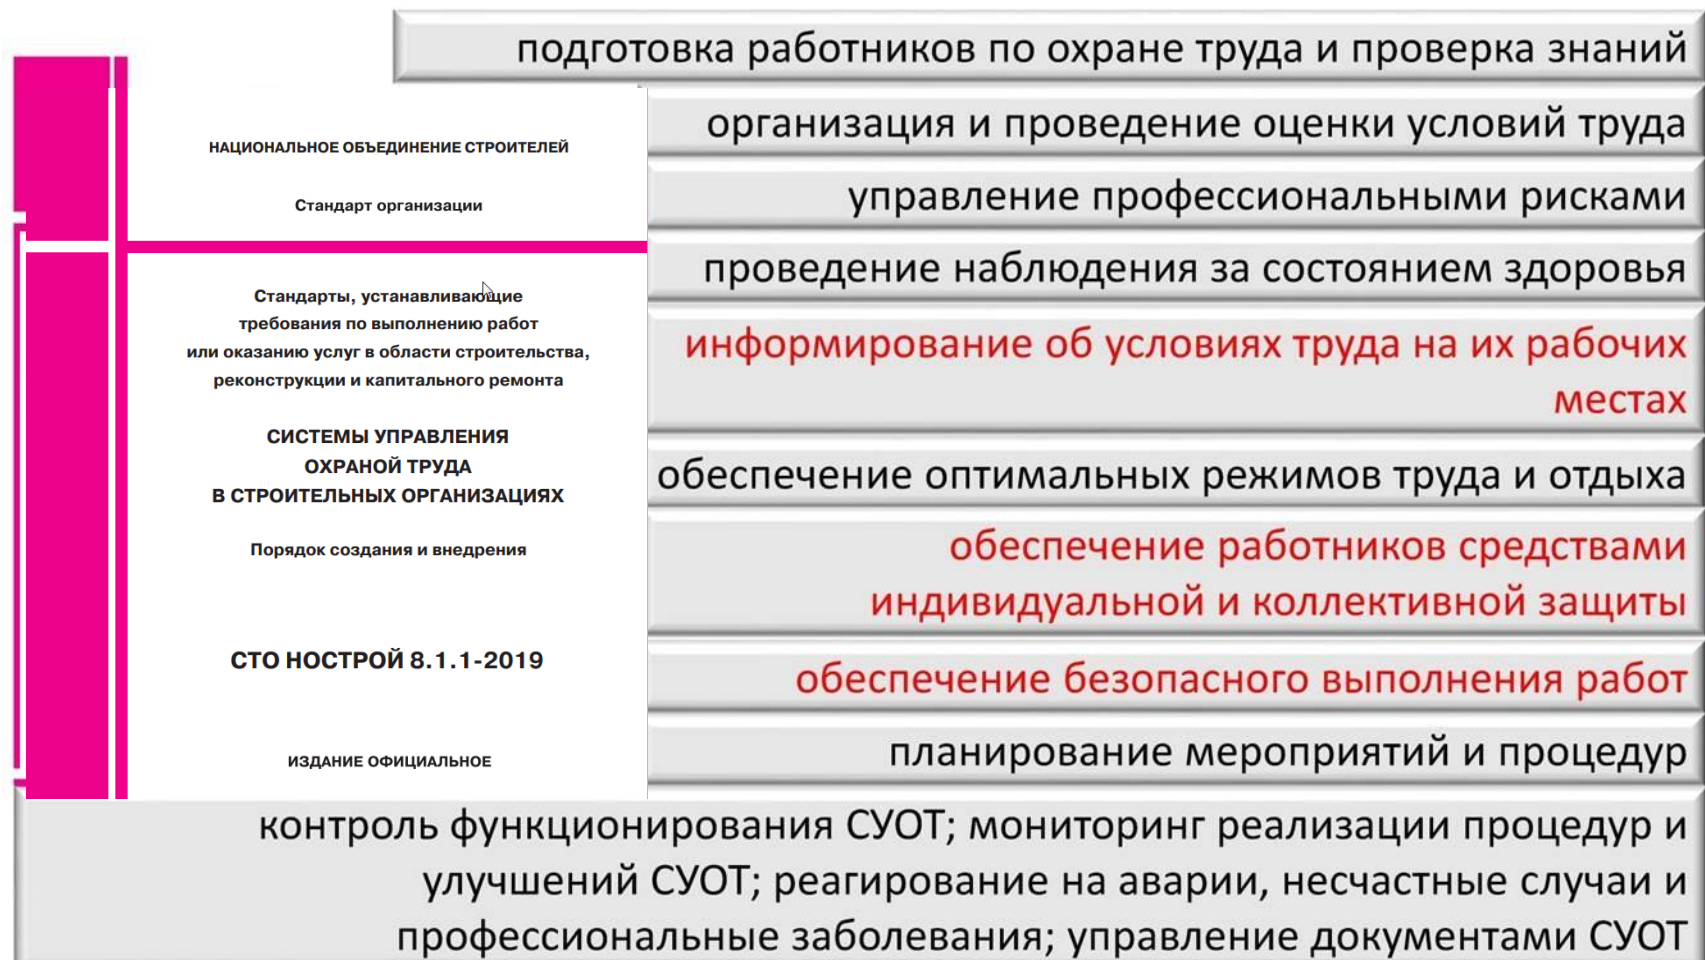 подготовка работников по охране труда и проверка знаний
НАЦИОНАЛЬНОЕ ОБЪЕДИНЕНИЕ СТРОИТЕЛЕЙ
Стандарт организации
Стандарты, устанавливающие
требования по выполнению работ
или оказанию услуг в области строительства,
реконструкции и капитального ремонта
СИСТЕМЫ УПРАВЛЕНИЯ
ОХРАНОЙ ТРУДА
В СТРОИТЕЛЬНЫХ ОРГАНИЗАЦИЯХ
Порядок создания и внедрения
СТО НОСТРОЙ 8.1.1-2019
ИЗДАНИЕ ОФИЦИАЛЬНОЕ
организация и проведение оценки условий труда
управление профессиональными рисками
проведение наблюдения за состоянием здоровья
информирование об условиях труда на их рабочих
местах
обеспечение оптимальных режимов труда и отдыха
обеспечение работников средствами
индивидуальной и коллективной защиты
обеспечение безопасного выполнения работ
планирование мероприятий и процедур
контроль функционирования СУОТ; мониторинг реализации процедур и
улучшений СУОТ; реагирование на аварии, несчастные случаи и
профессиональные заболевания; управление документами СУОТ